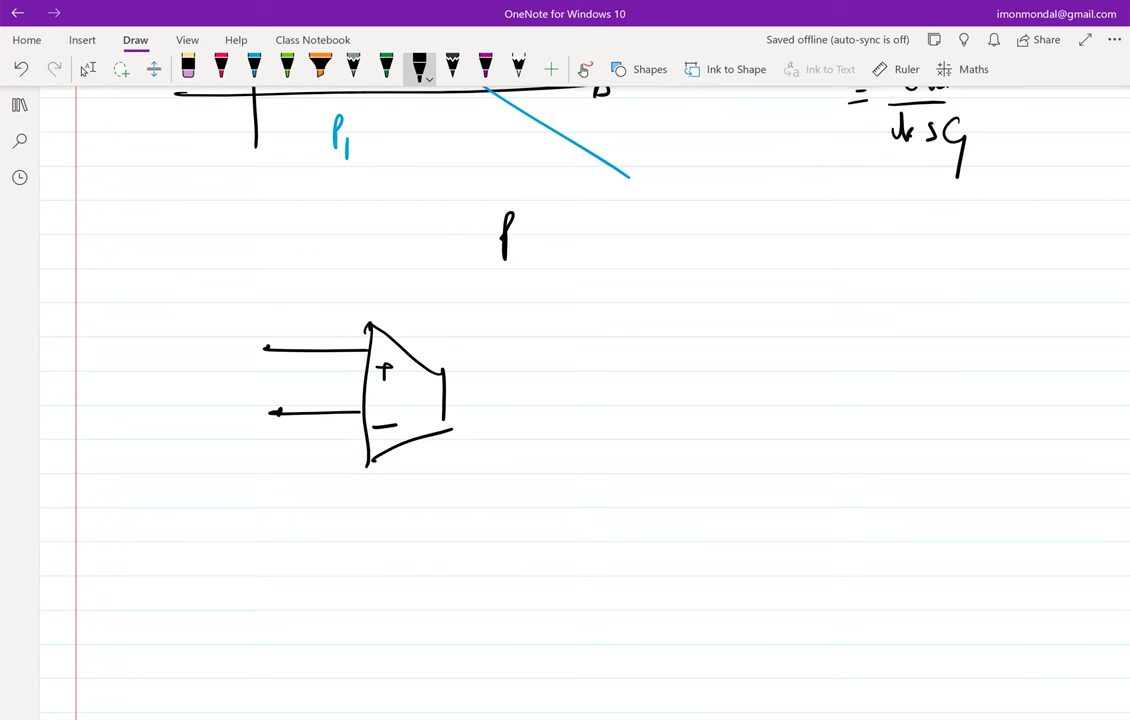 OneNote for Windows 10
imonmondal@gmail.com
Home Insert Draw View Help Class Notebook
Saved offline (auto-sync is off) Share
Shapes Ink to Shape Ink to Text Ruler Maths
P1
P
+
−